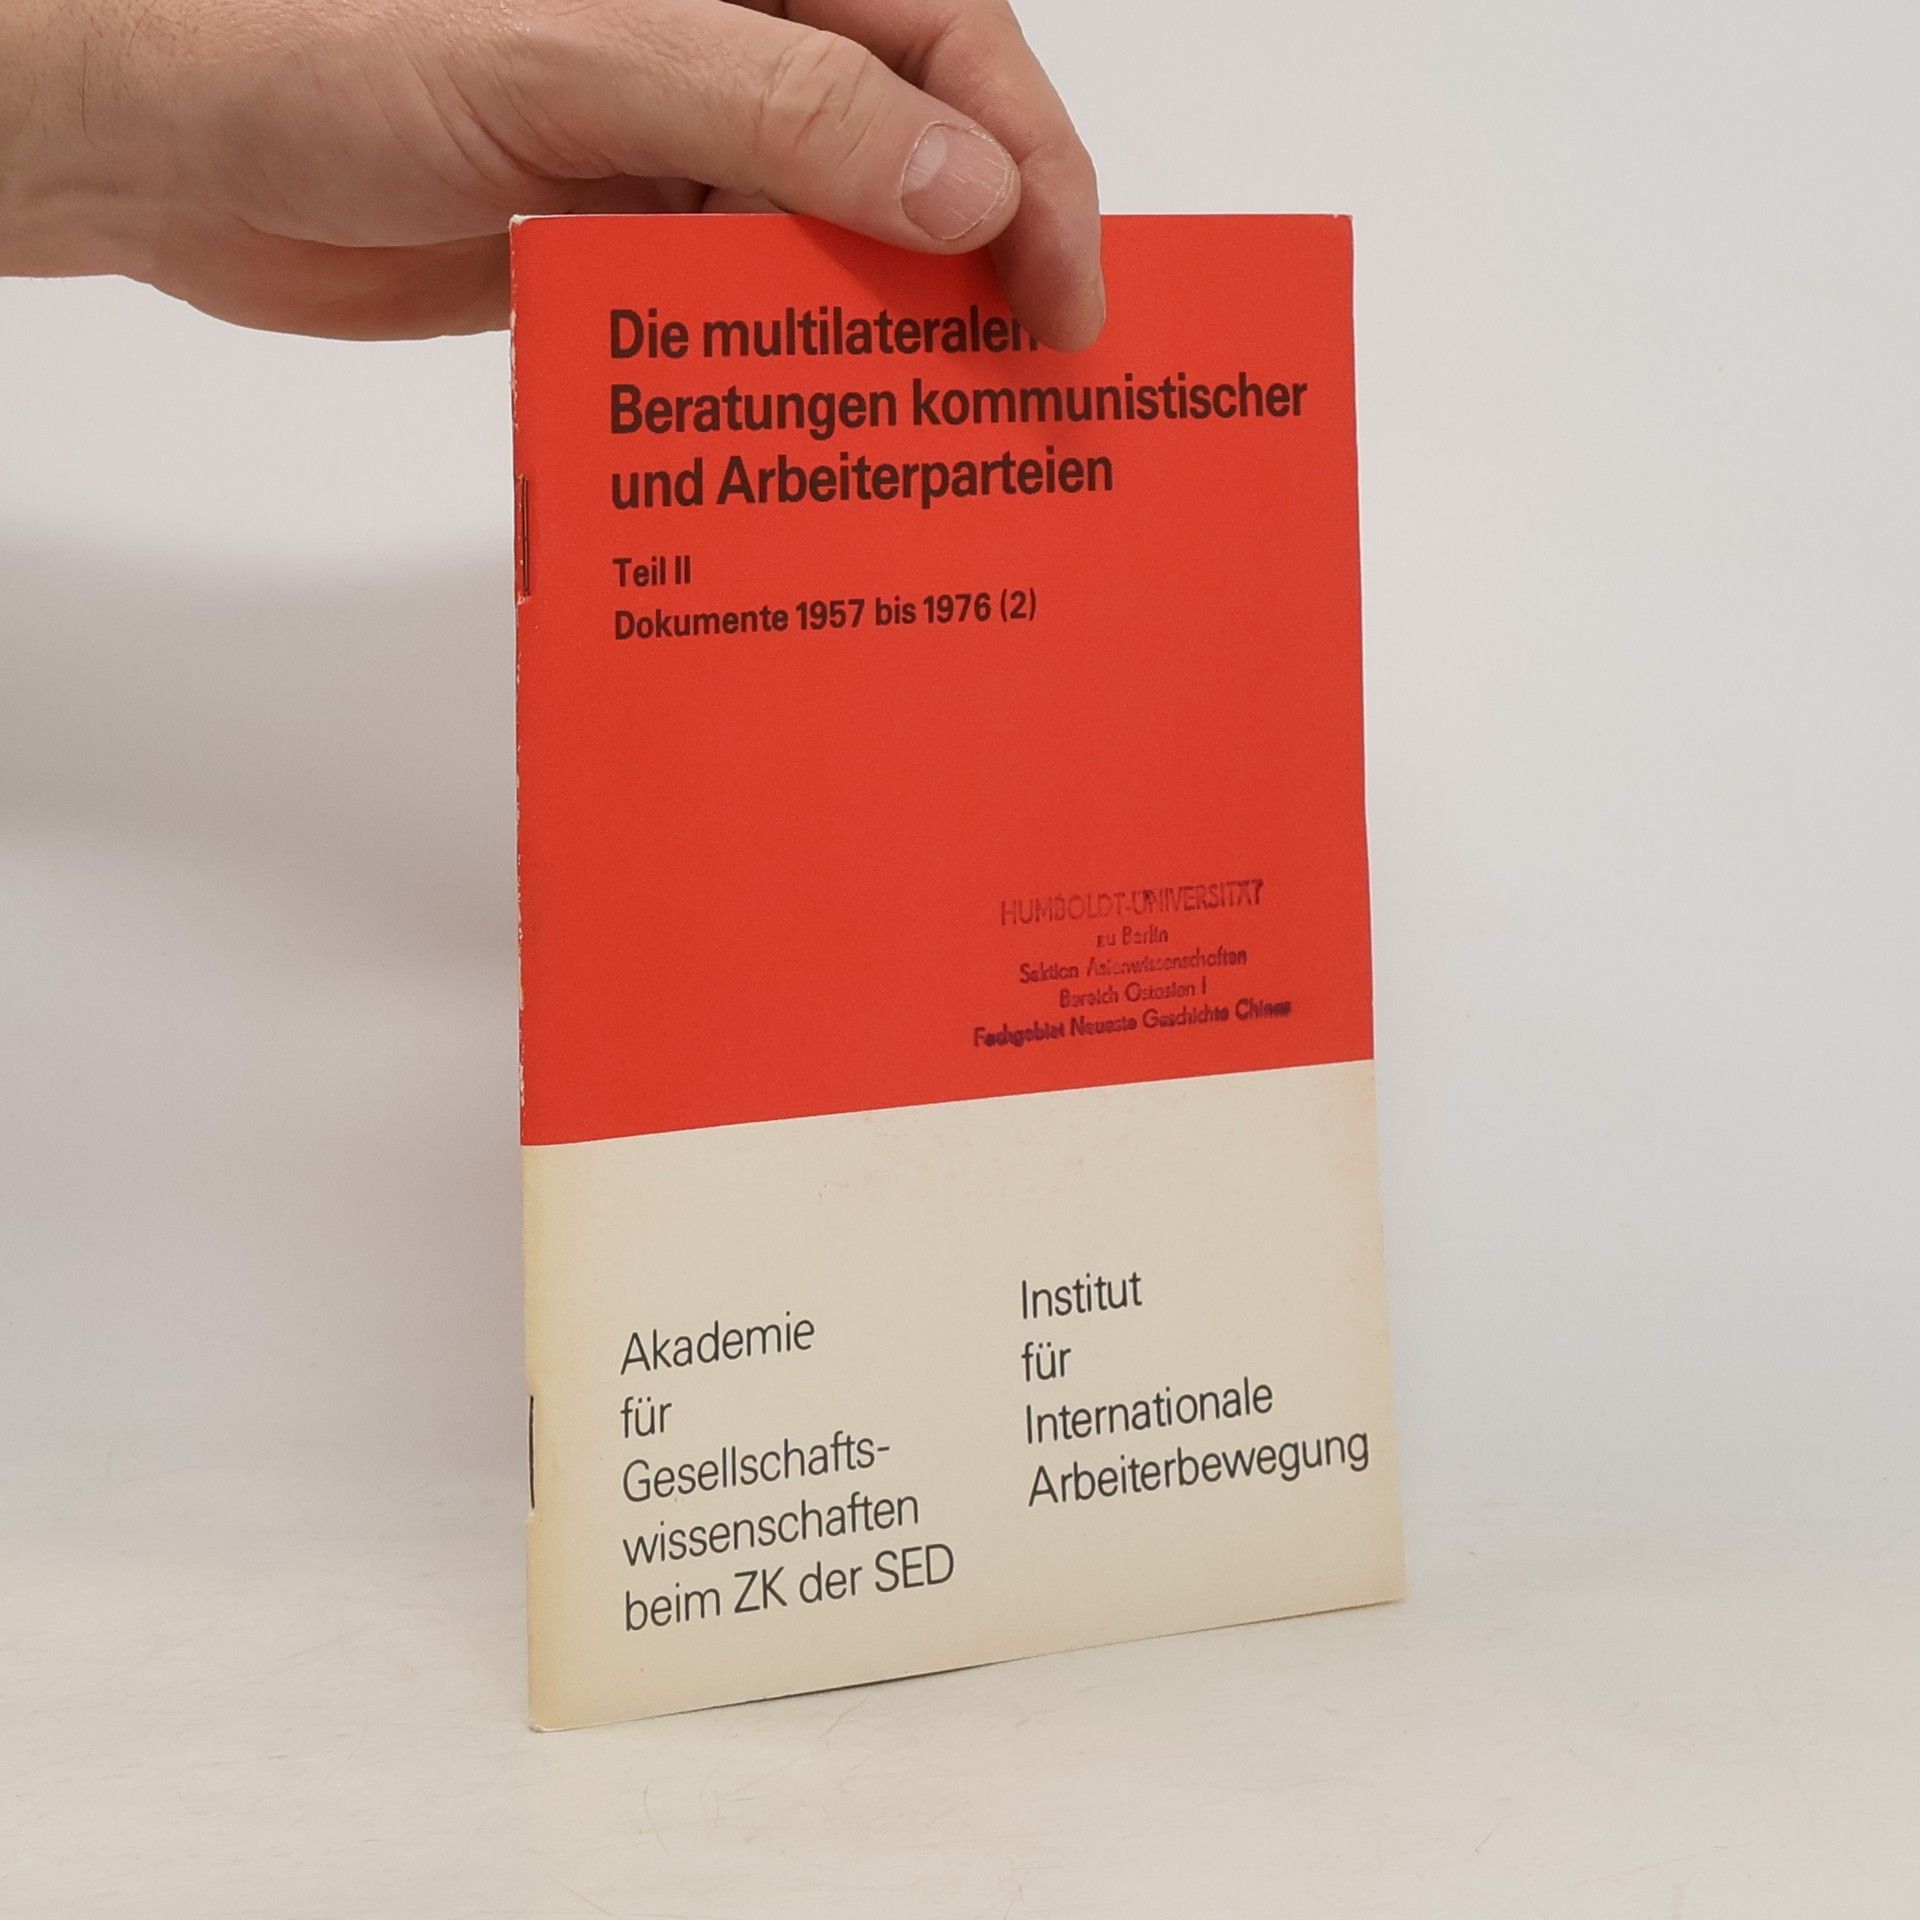 Die multilateralen
Beratungen kommunistischer
und Arbeiterparteien
Teil II
Dokumente 1957 bis 1976 (2)
HUMBOLDT-UNIVERSITÄT
zu Berlin
Sektion Asienwissenschaften
Bereich Ostasien I
Fachgebiet Neueste Geschichte Chinas
Akademie
für
Gesellschafts-
wissenschaften
beim ZK der SED
Institut
für
Internationale
Arbeiterbewegung